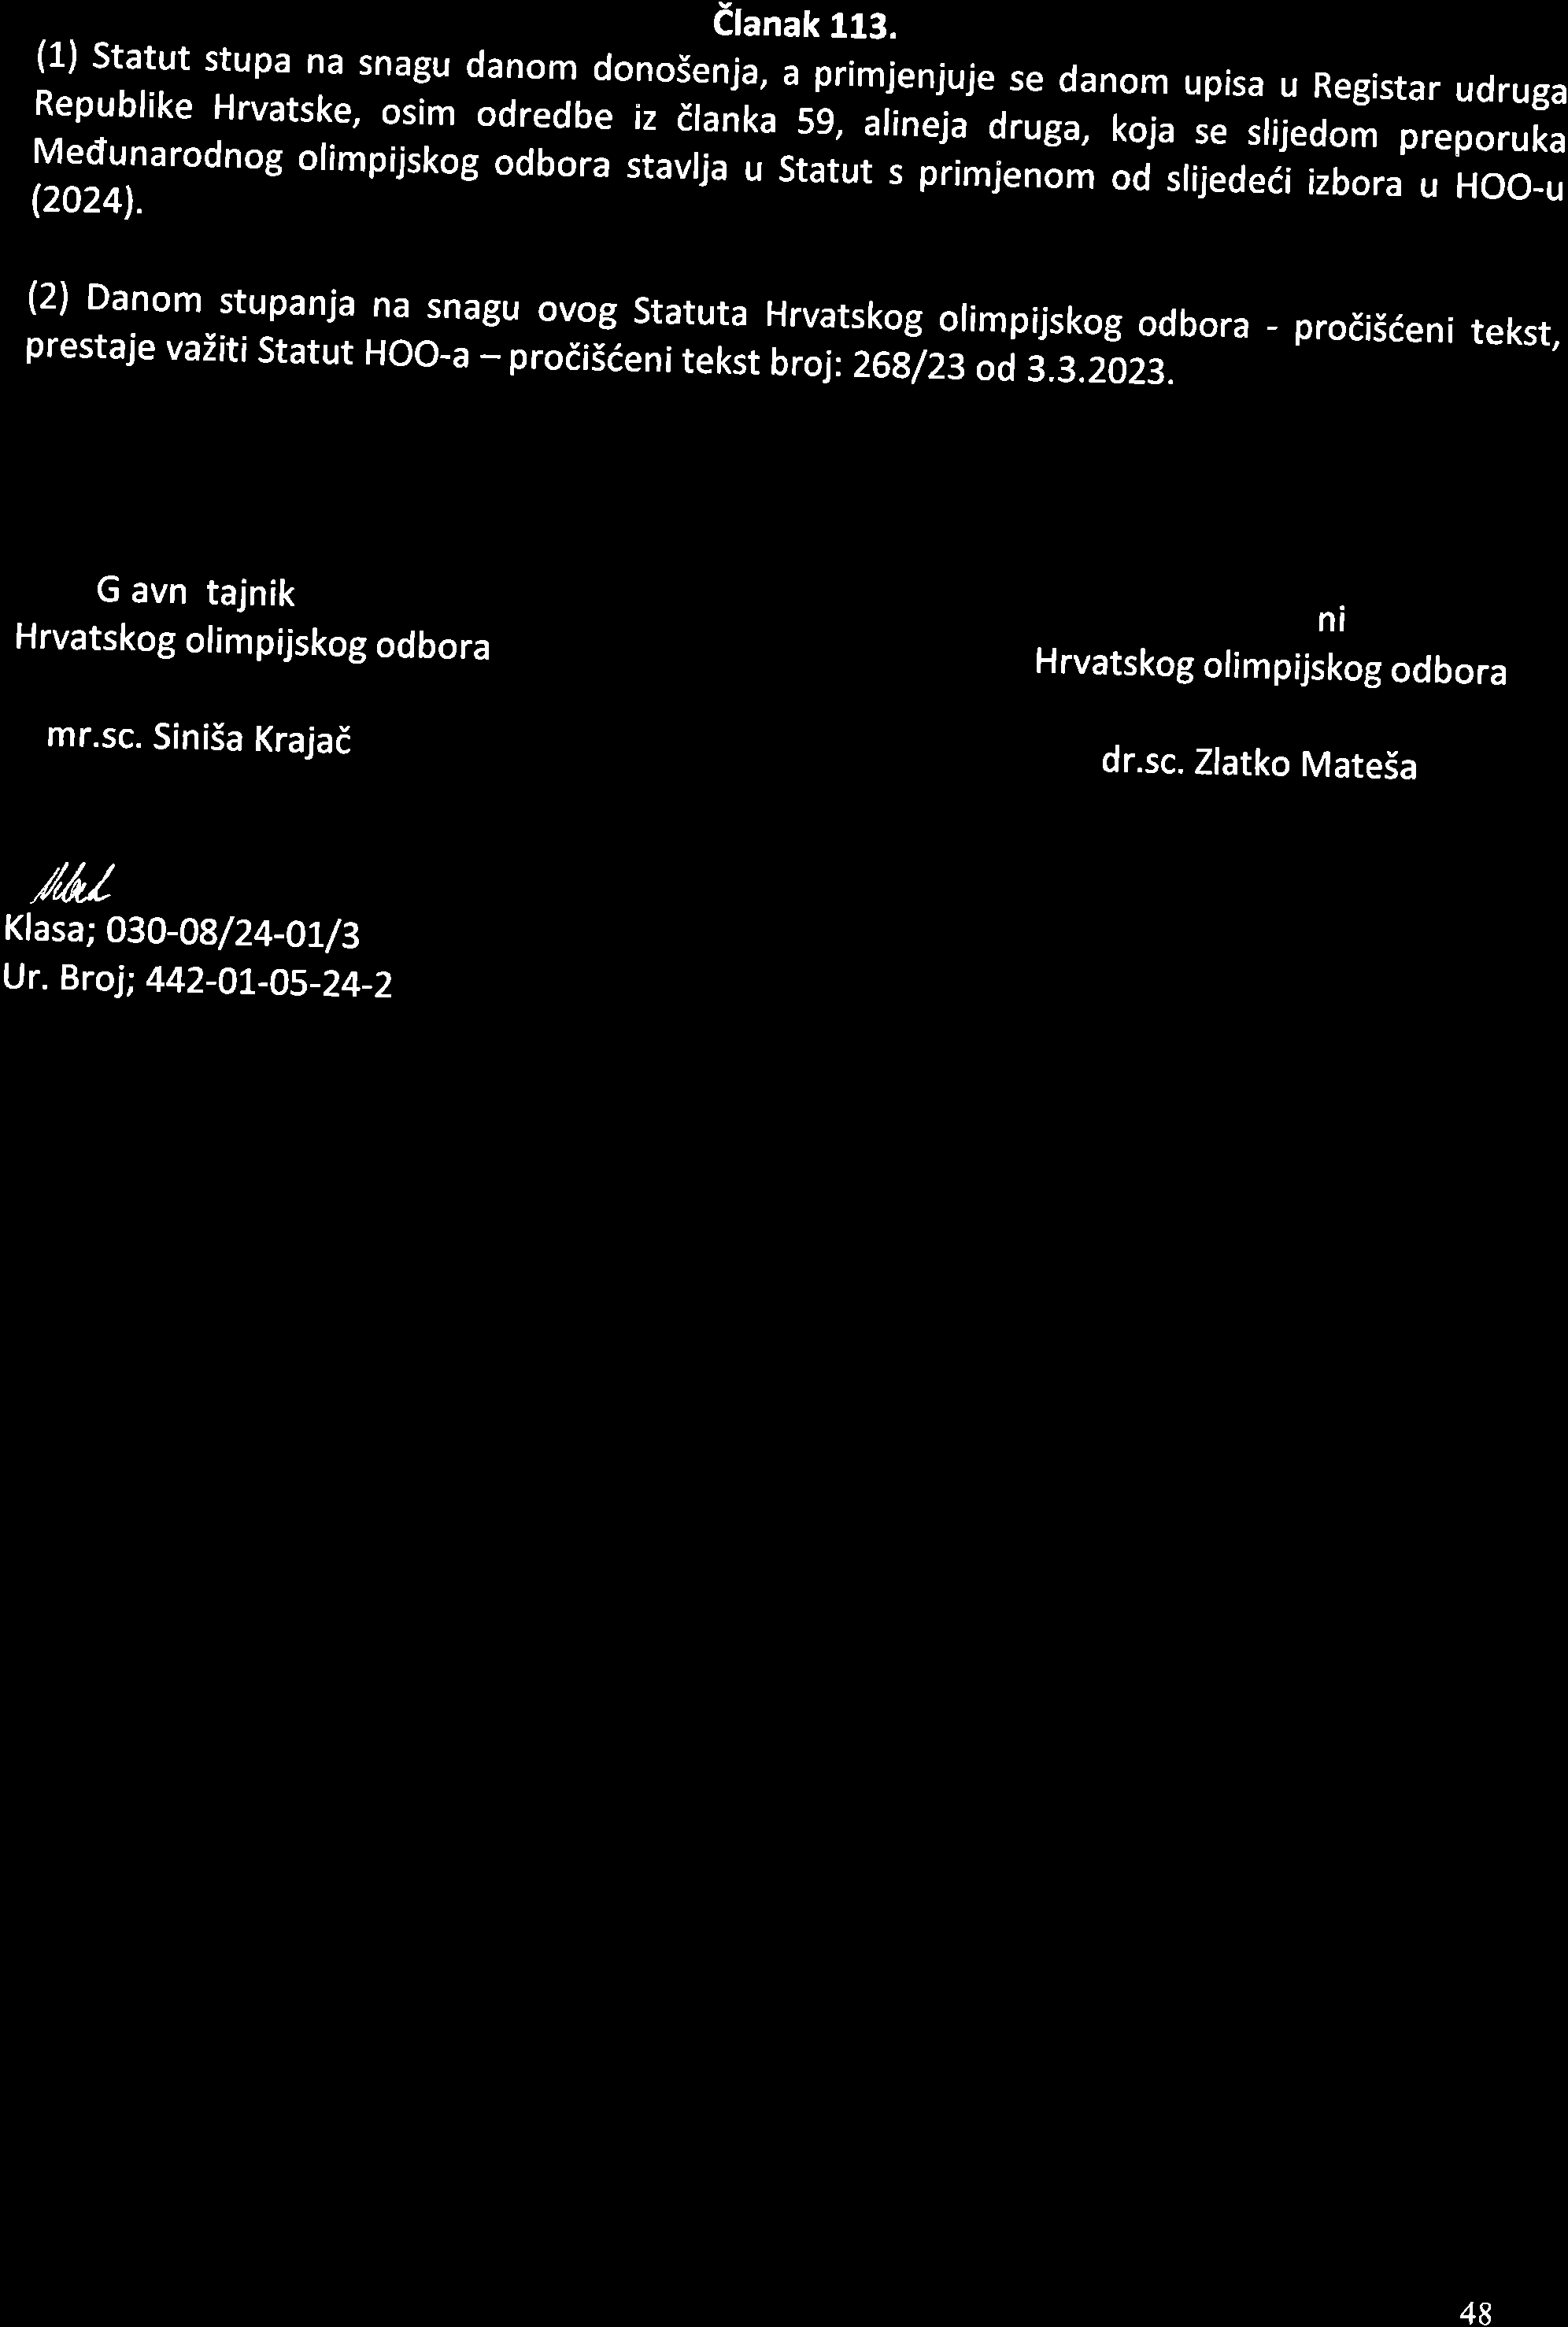 Članak 113.
(1) Statut stupa na snagu danom donošenja, a primjenjuje se danom upisa u Registar udruga
Republike Hrvatske, osim odredbe iz članka 59, alineja druga, koja se slijedom preporuka
Međunarodnog olimpijskog odbora stavlja u Statut s primjenom od slijedeći izbora u HOO-u
(2024).
(2) Danom stupanja na snagu ovog Statuta Hrvatskog olimpijskog odbora - pročišćeni tekst,
prestaje važiti Statut HOO-a – pročišćeni tekst broj: 268/23 od 3.3.2023.
G avn tajnik
Hrvatskog olimpijskog odbora
mr.sc. Siniša Krajač
ni
Hrvatskog olimpijskog odbora
dr.sc. Zlatko Mateša
Klasa; 030-08/24-01/3
Ur. Broj; 442-01-05-24-2
48